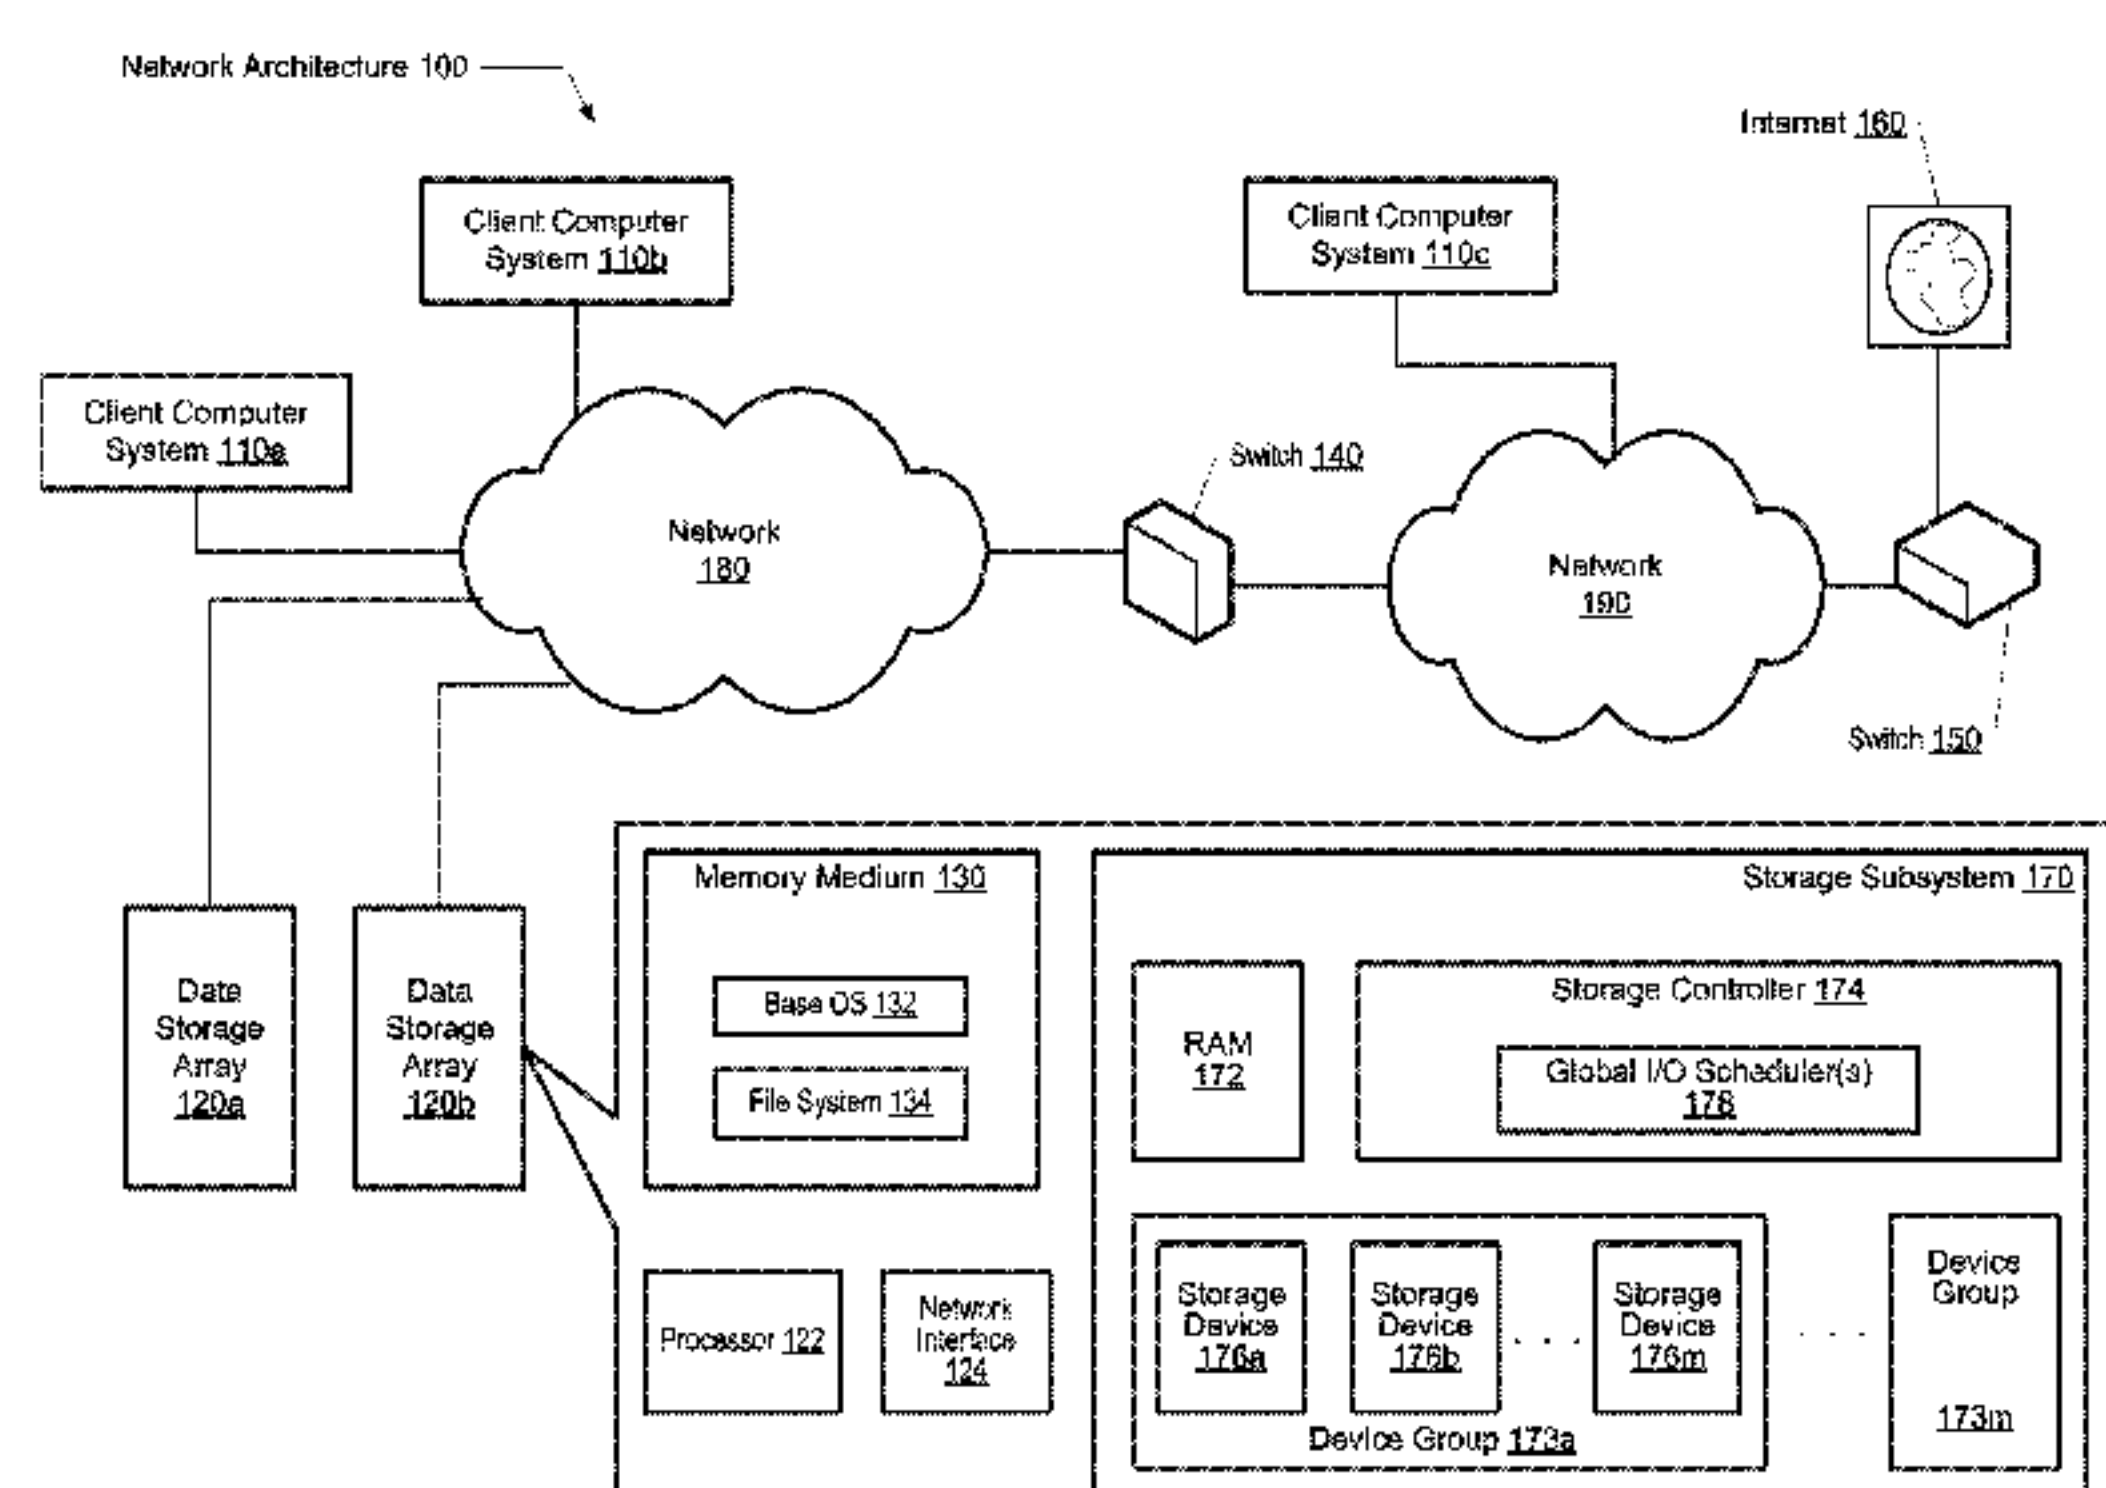 Network Architecture 100
Internet 160
Client Computer
System 110b
Client Computer
System 110c
Client Computer
System 110a
Switch 140
Network
180
Network
190
Switch 150
Memory Medium 130
Storage Subsystem 170
Data
Storage
Array
120a
Data
Storage
Array
120b
Base OS 132
File System 134
RAM
172
Storage Controller 174
Global I/O Scheduler(s)
178
Processor 122
Network
Interface
124
Storage
Device
176a
Storage
Device
176b
. . .
Storage
Device
176m
Device Group 173a
. . .
Device
Group
173m